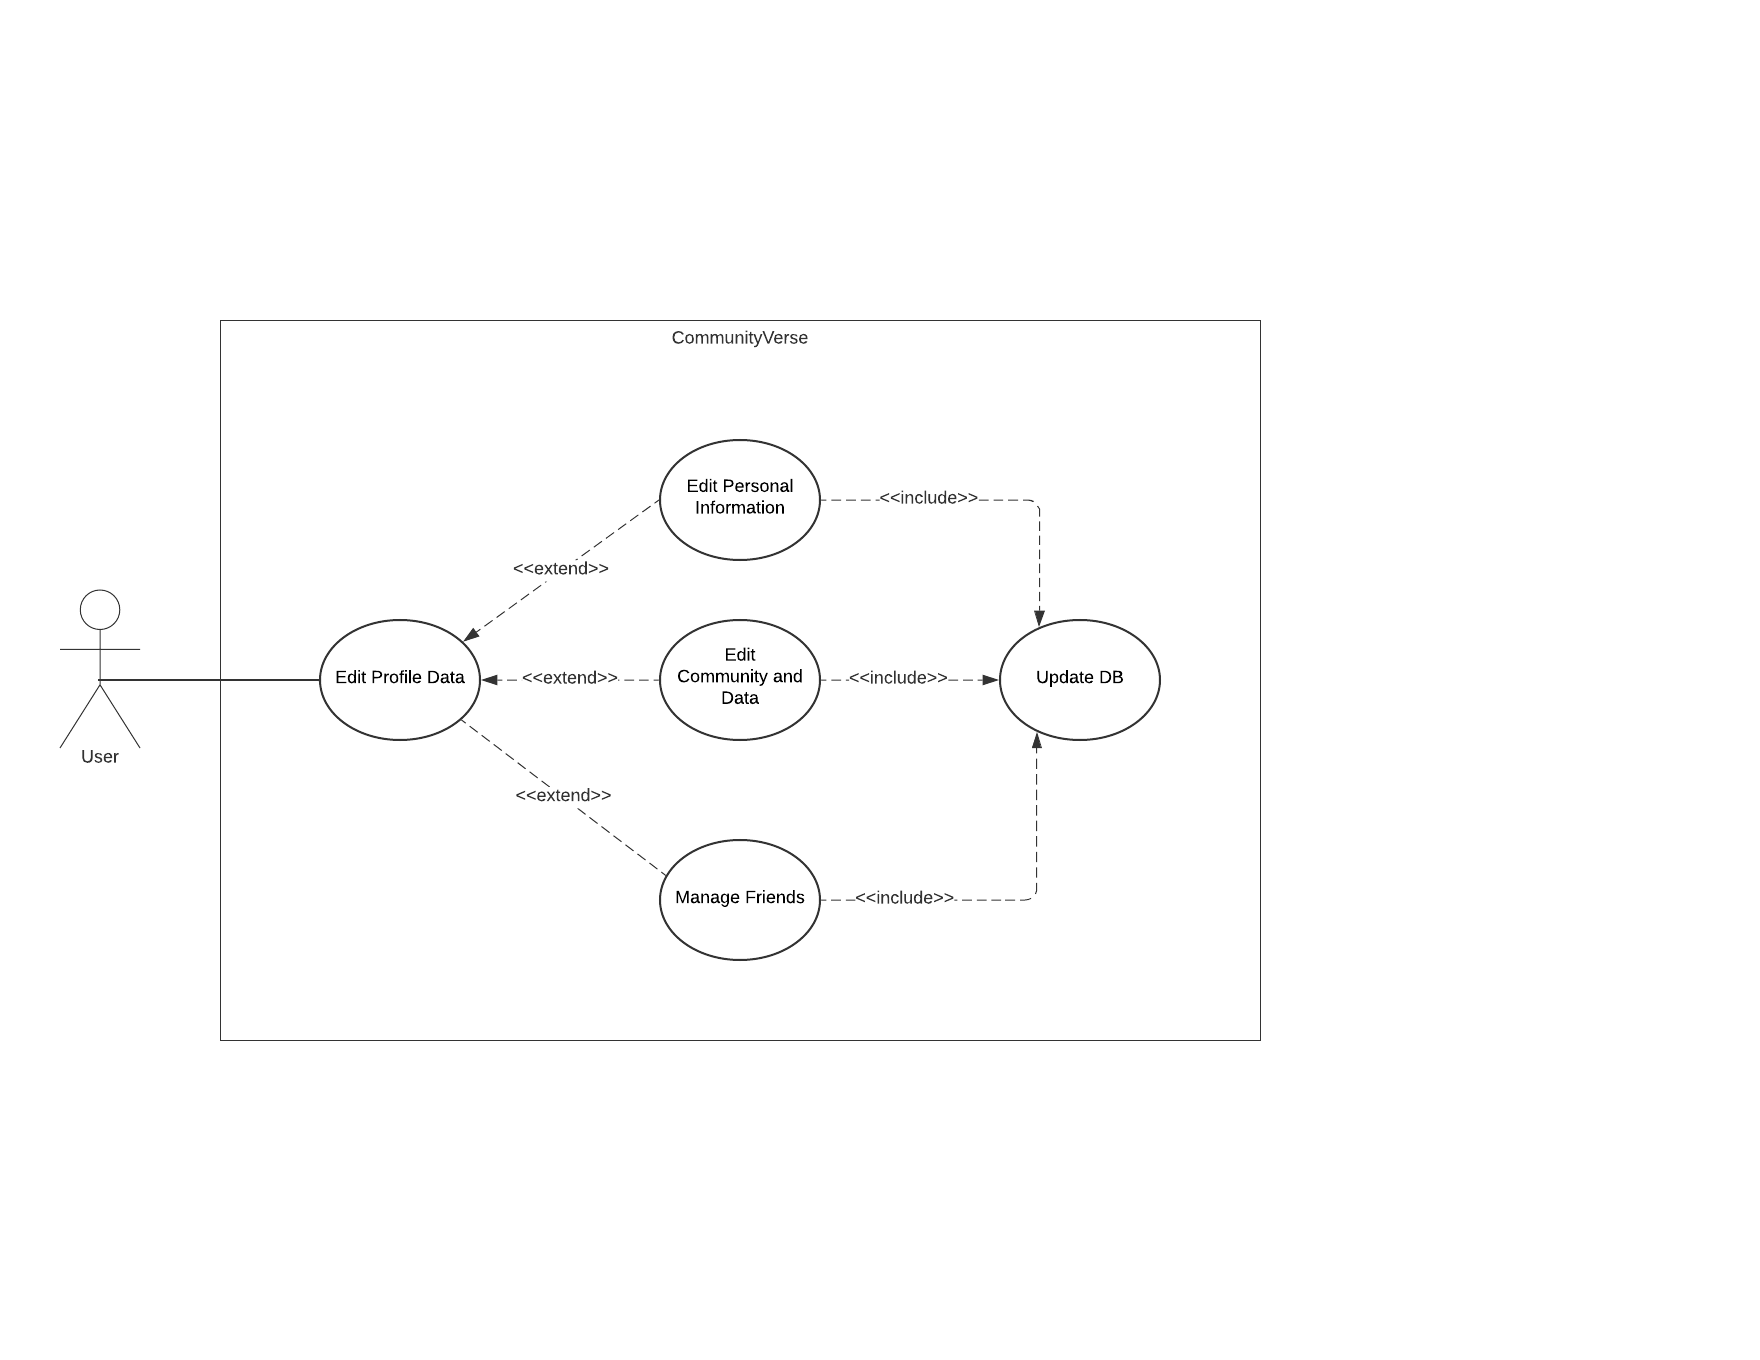 CommunityVerse
Edit Personal
Information
<<include>>
<<extend>>
Edit Profile Data
<<extend>>
Edit
Community and
Data
<<include>>
Update DB
User
<<extend>>
Manage Friends
<<include>>